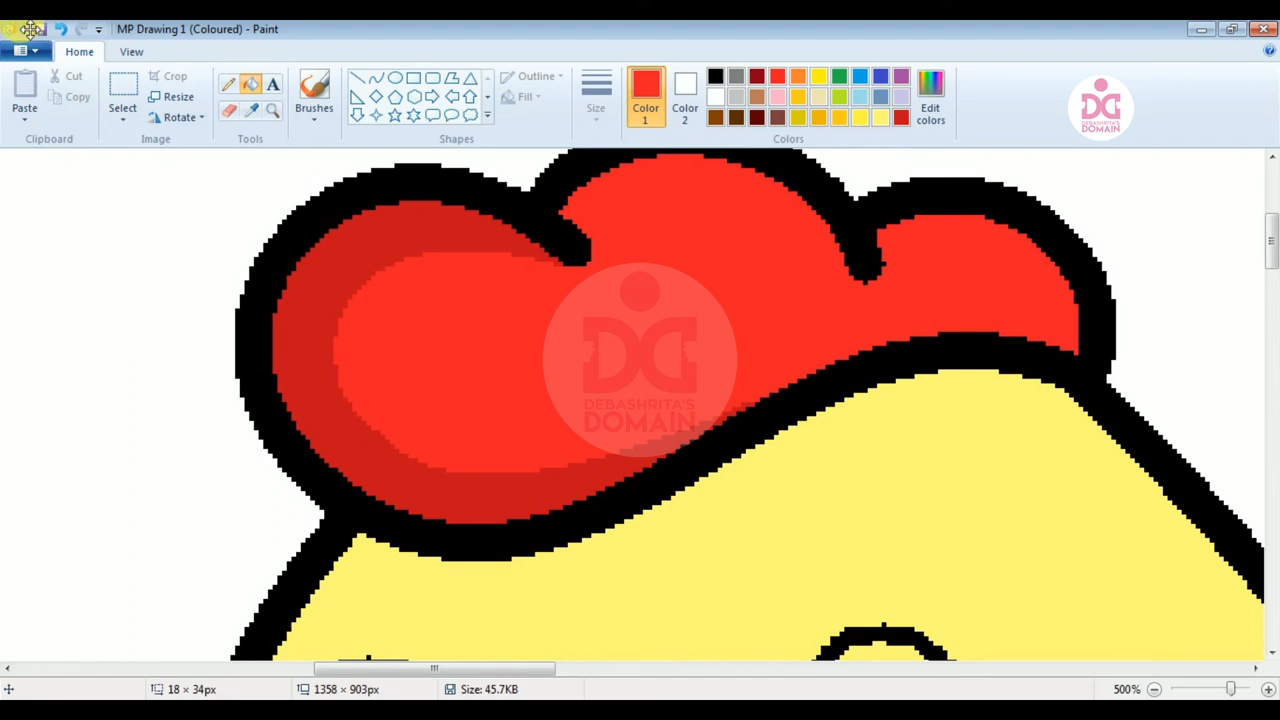 MP Drawing 1 (Coloured) - Paint
Home
View
Paste
Cut
Copy
Clipboard
Select
Crop
Resize
Rotate
Image
A
Tools
Brushes
Outline
Fill
Shapes
Size
Color
1
Color
2
Edit
colors
Colors
DEBASHRITA'S
DOMAIN
DEBASHRITA'S
DOMAIN
18 × 34px
1358 × 903px
Size: 45.7KB
500%